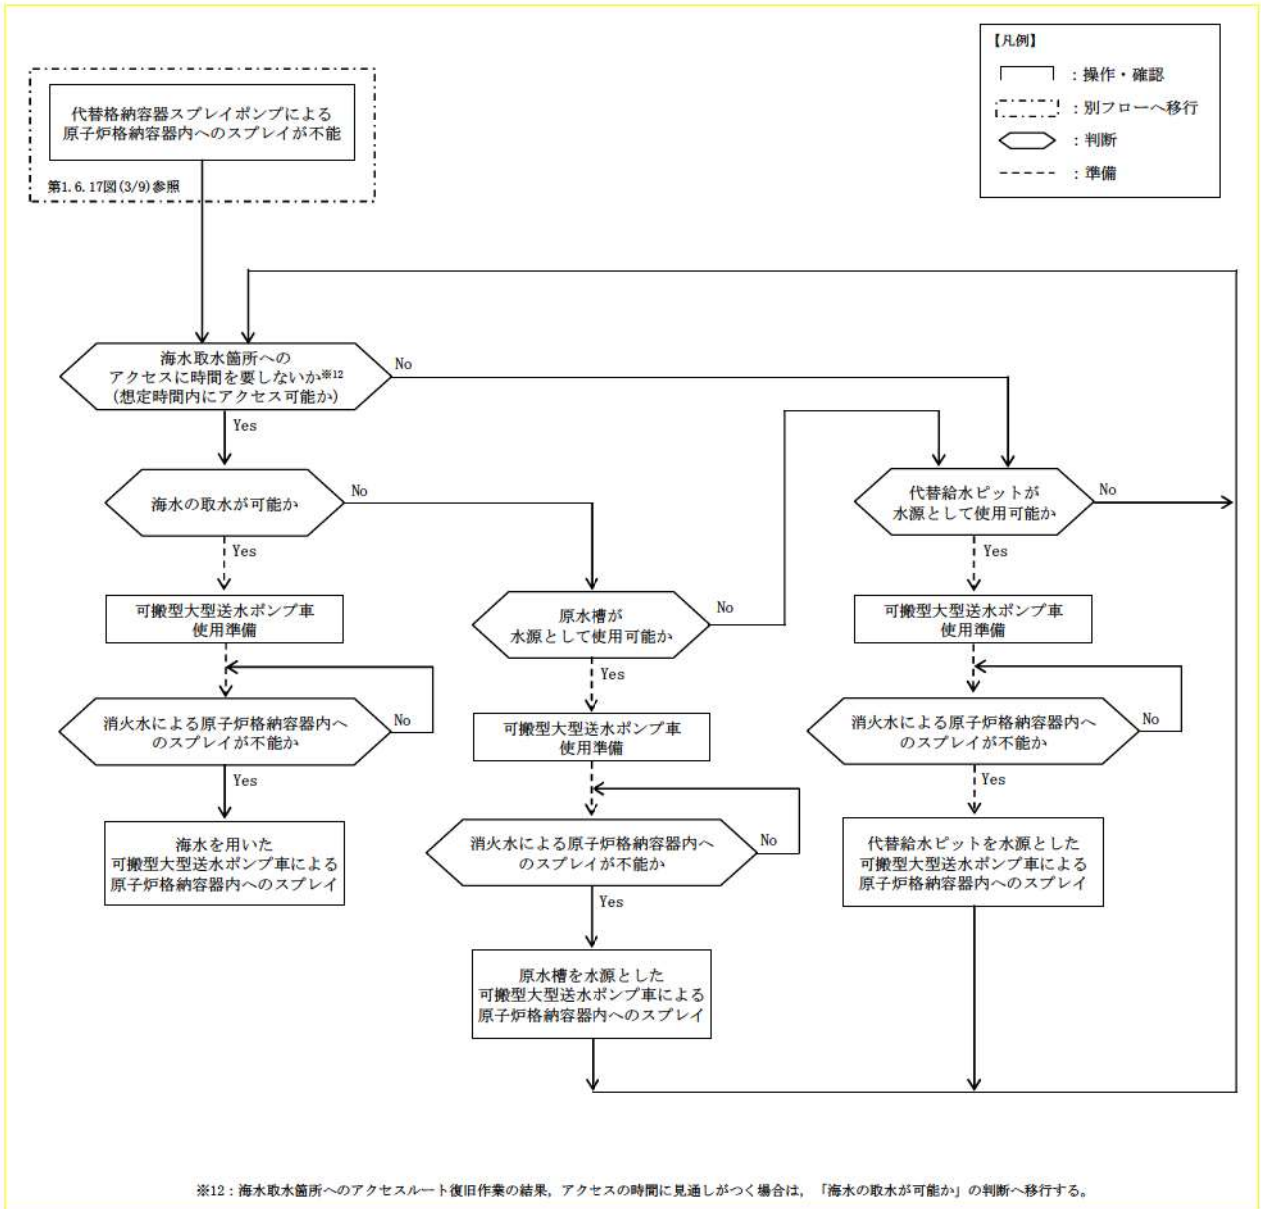 【凡例】
：操作・確認
：別フローへ移行
：判断
：準備
代替格納容器スプレイポンプによる
原子炉格納容器内へのスプレイが不能
第1.6.17図(3/9)参照
海水取水箇所への
アクセスに時間を要しないか※12
(想定時間内にアクセス可能か)
No
Yes
海水の取水が可能か
No
Yes
可搬型大型送水ポンプ車
使用準備
消火水による原子炉格納容器内へ
のスプレイが不能か
No
Yes
海水を用いた
可搬型大型送水ポンプ車による
原子炉格納容器内へのスプレイ
原水槽が
水源として使用可能か
No
Yes
可搬型大型送水ポンプ車
使用準備
消火水による原子炉格納容器内へ
のスプレイが不能か
No
Yes
原水槽を水源とした
可搬型大型送水ポンプ車による
原子炉格納容器内へのスプレイ
代替給水ピットが
水源として使用可能か
No
Yes
可搬型大型送水ポンプ車
使用準備
消火水による原子炉格納容器内へ
のスプレイが不能か
No
Yes
代替給水ピットを水源とした
可搬型大型送水ポンプ車による
原子炉格納容器内へのスプレイ
※12：海水取水箇所へのアクセスルート復旧作業の結果，アクセスの時間に見通しがつく場合は，「海水の取水が可能か」の判断へ移行する。